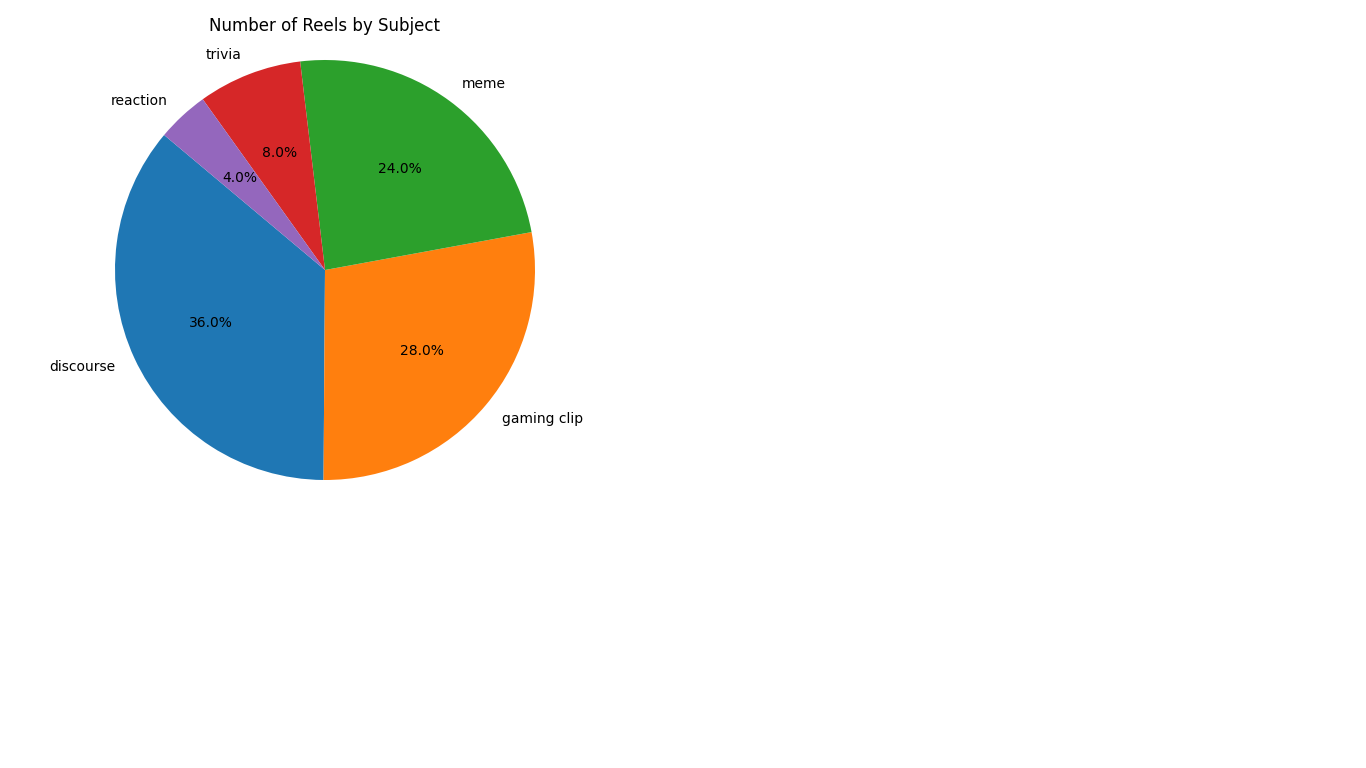 Number of Reels by Subject
trivia
meme
reaction
8.0%
24.0%
4.0%
36.0%
28.0%
discourse
gaming clip